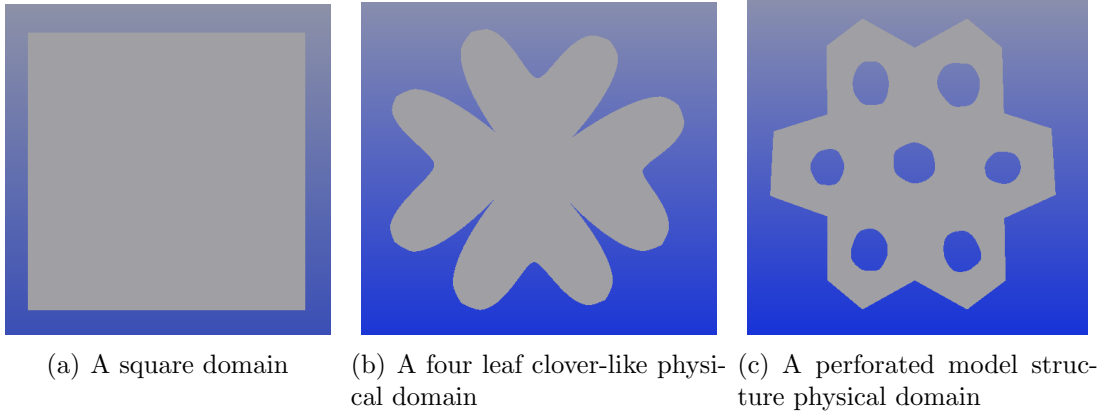 (a) A square domain
(b) A four leaf clover-like physi-
cal domain
(c) A perforated model struc-
ture physical domain